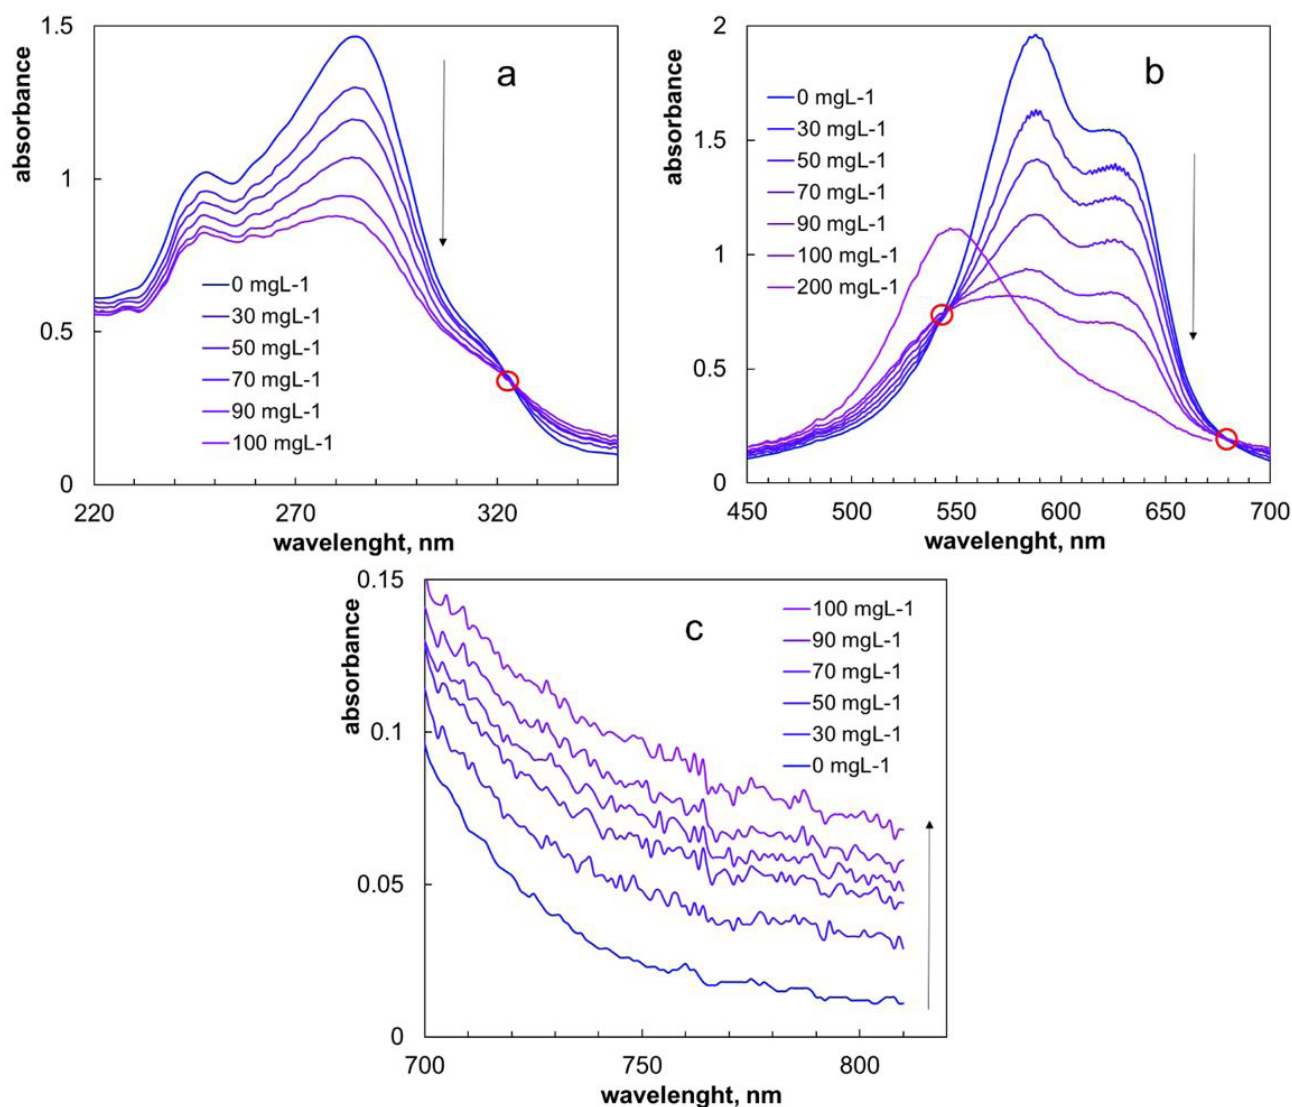 a
absorbance
1.5
1
0.5
0
0 mgL-1
30 mgL-1
50 mgL-1
70 mgL-1
90 mgL-1
100 mgL-1
220
270
320
wavelenght, nm
b
absorbance
2
1.5
1
0.5
0
0 mgL-1
30 mgL-1
50 mgL-1
70 mgL-1
90 mgL-1
100 mgL-1
200 mgL-1
450
500
550
600
650
700
wavelenght, nm
c
absorbance
0.15
0.1
0.05
0
100 mgL-1
90 mgL-1
70 mgL-1
50 mgL-1
30 mgL-1
0 mgL-1
700
750
800
wavelenght, nm